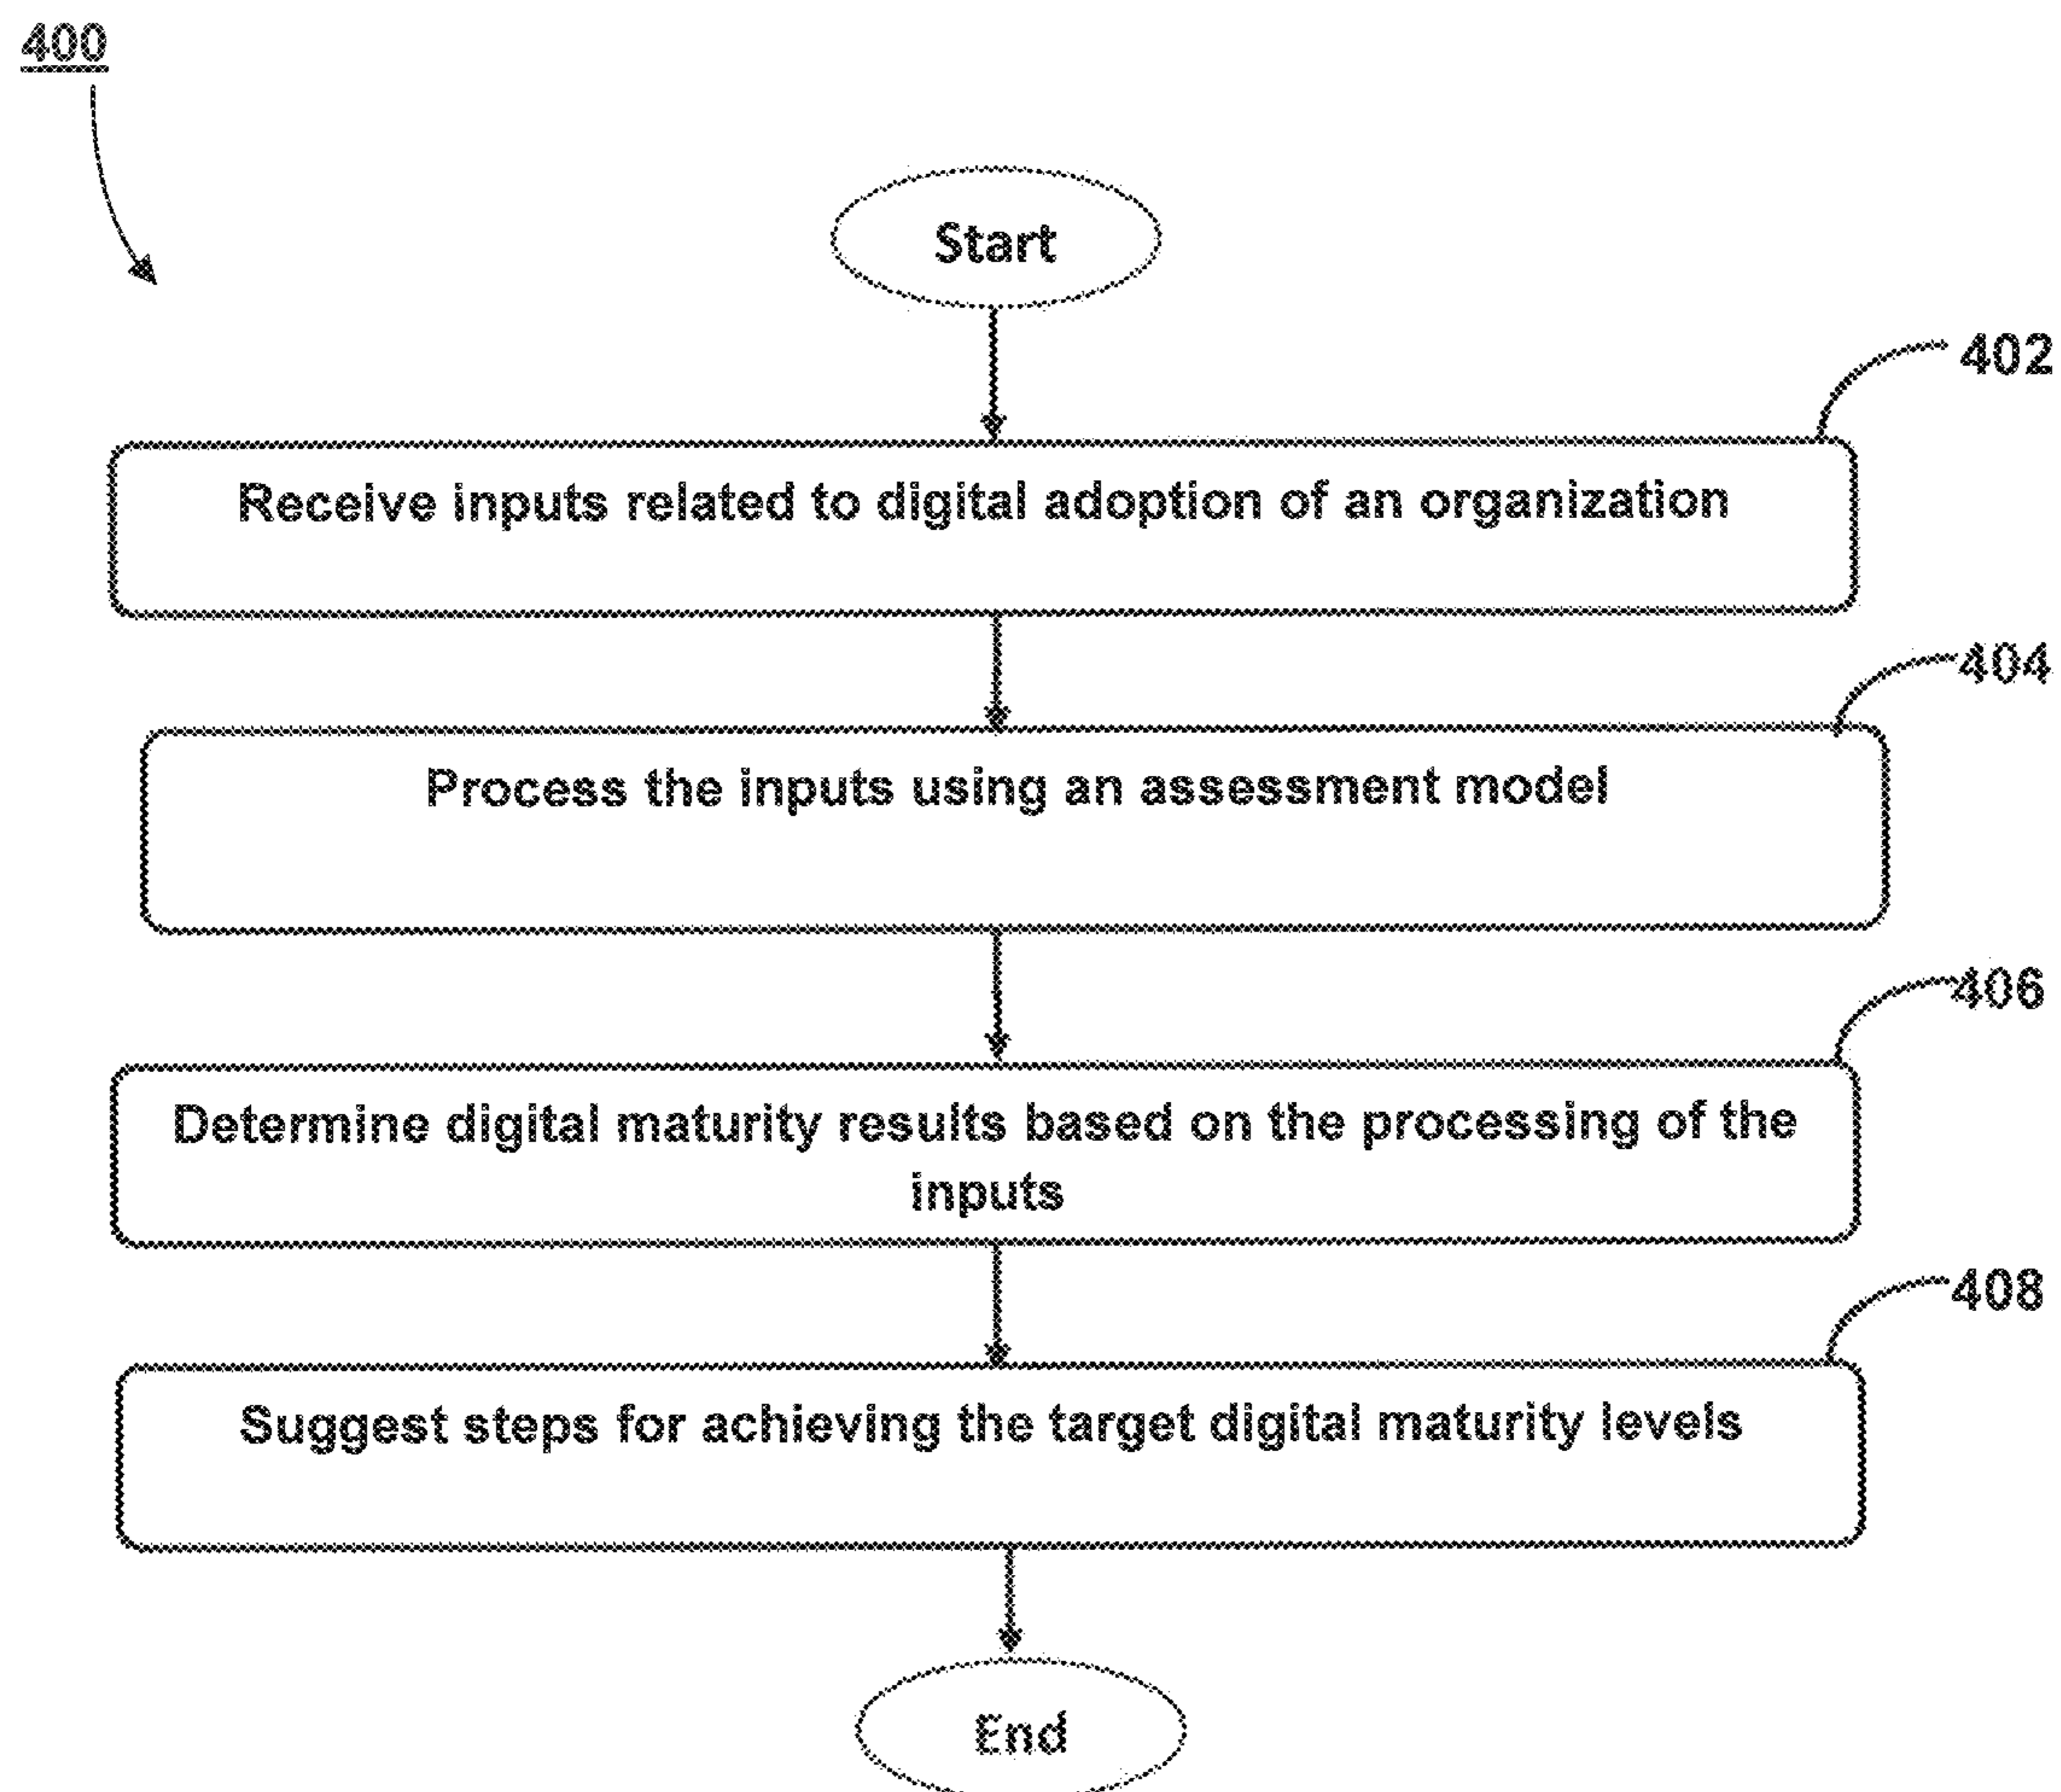 400
Start
402
Receive inputs related to digital adoption of an organization
404
Process the inputs using an assessment model
406
Determine digital maturity results based on the processing of the
inputs
408
Suggest steps for achieving the target digital maturity levels
End